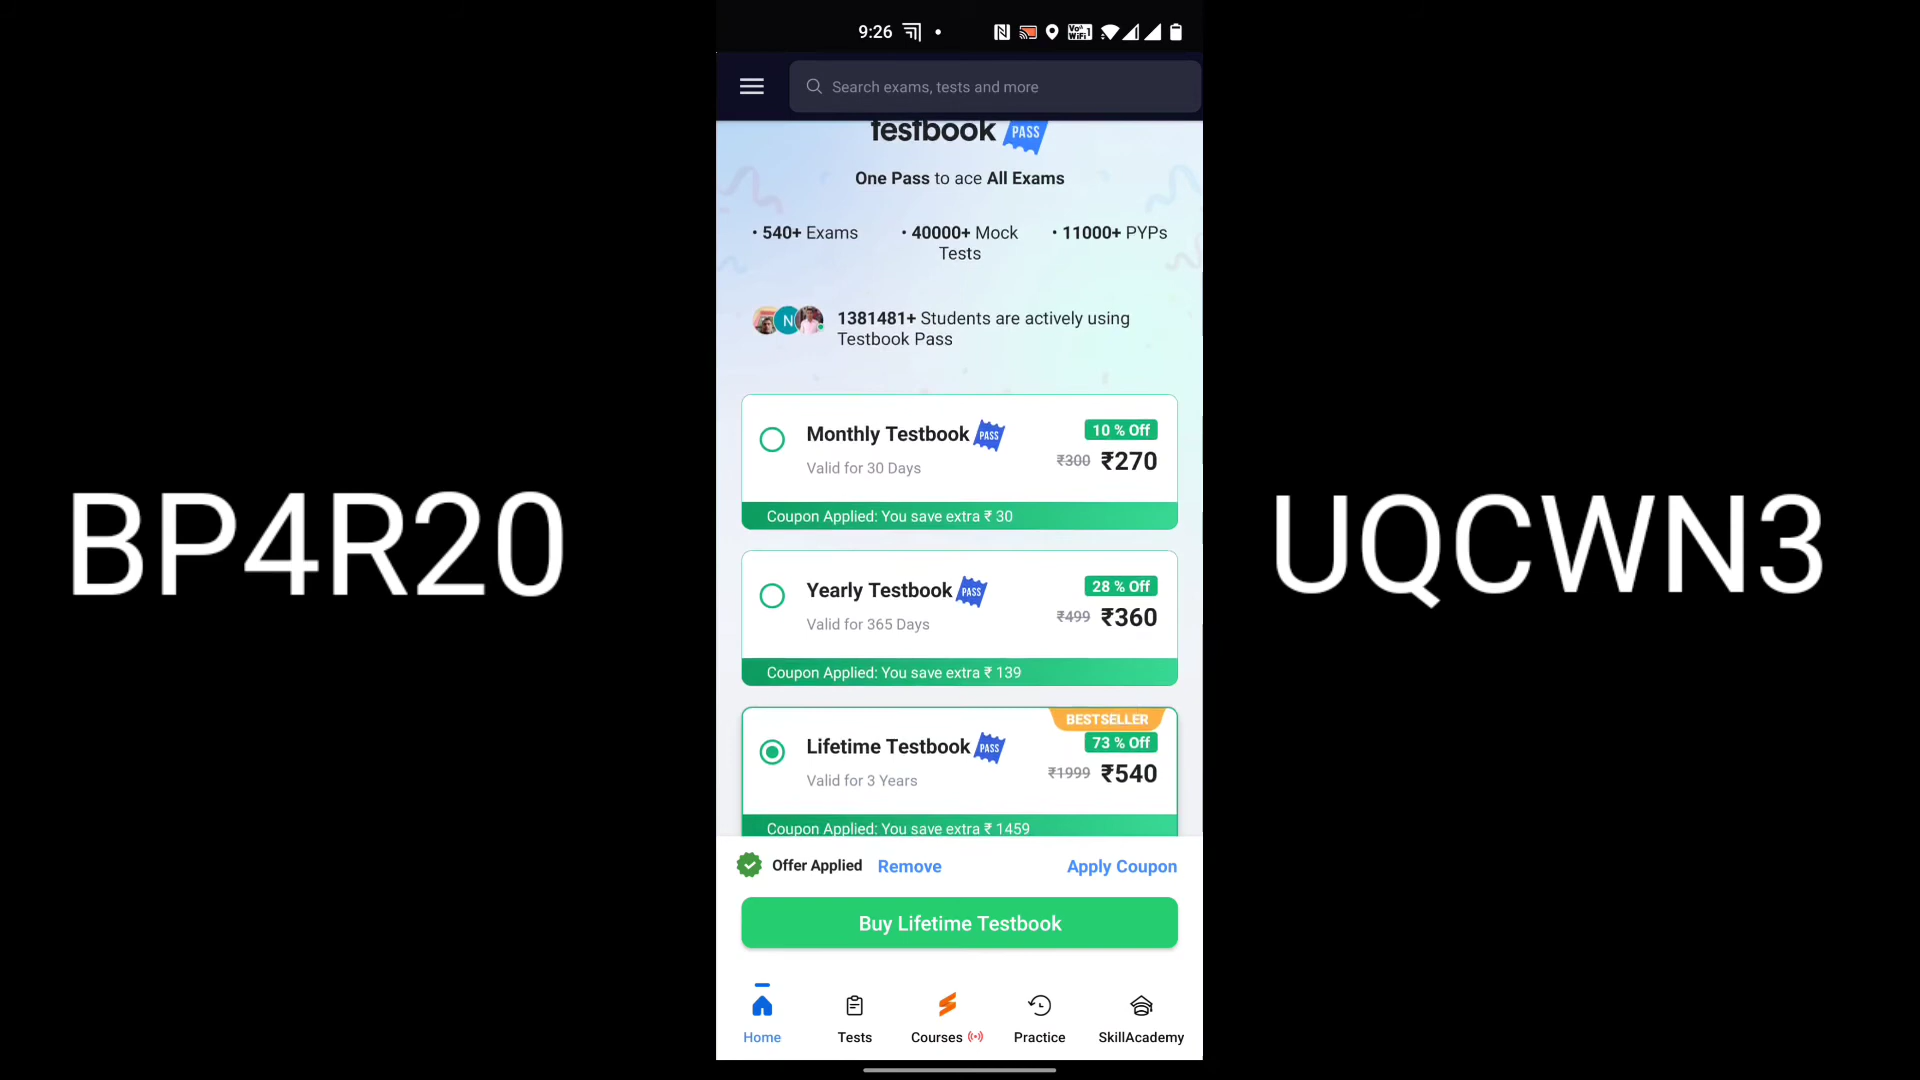 9:26
Search exams, tests and more
testbook PASS
One Pass to ace All Exams
• 540+ Exams
• 40000+ Mock
Tests
• 11000+ PYPs
N
1381481+ Students are actively using
Testbook Pass
Monthly Testbook PASS
10 % Off
Valid for 30 Days
₹300 ₹270
Coupon Applied: You save extra ₹ 30
BP4R20
UQCWN3
Yearly Testbook PASS
28 % Off
Valid for 365 Days
₹499 ₹360
Coupon Applied: You save extra ₹ 139
BESTSELLER
Lifetime Testbook PASS
73 % Off
Valid for 3 Years
₹1999 ₹540
Coupon Applied: You save extra ₹ 1459
Offer Applied Remove Apply Coupon
Buy Lifetime Testbook
Home Tests Courses Practice SkillAcademy